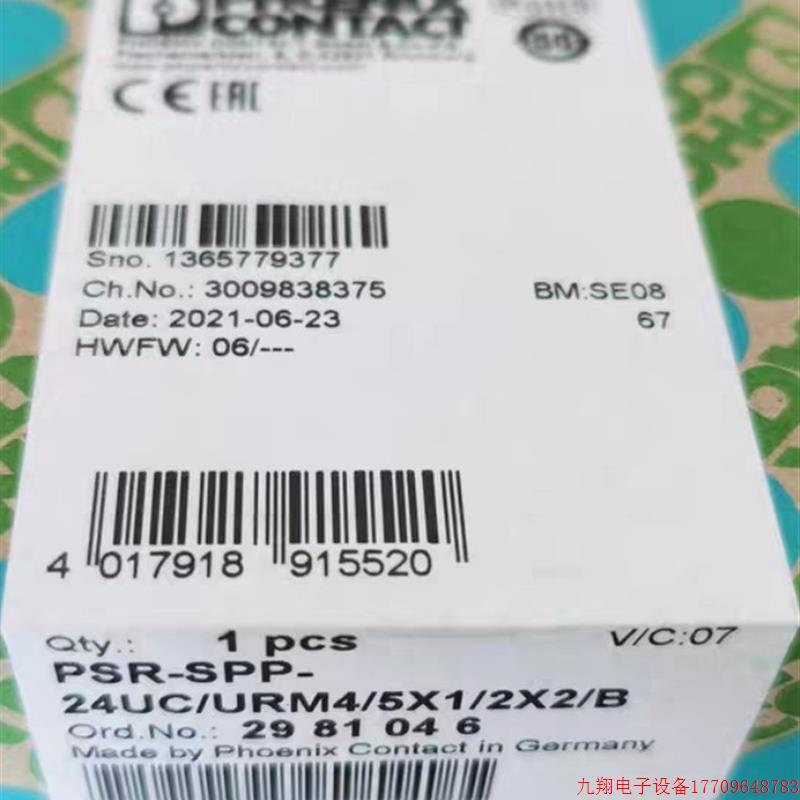 PHOENIX
CONTACT
CE EAC
Sno. 1365779377
Ch.No.: 3009838375
BM:SE08
Date: 2021-06-23
67
HWFW: 06/---
4 017918 915520
Qty.: 1 pcs
V/C:07
PSR-SPP-
24UC/URM4/5X1/2X2/B
Ord.No.: 29 81 04 6
Made by Phoenix Contact in Germany
九翔电子设备17709648783